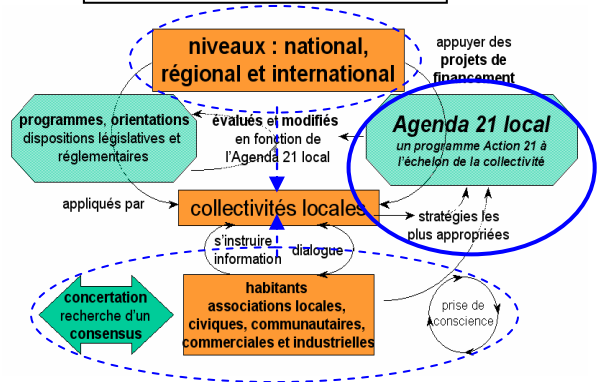 niveaux : national,
régional et international
appuyer des
projets de
financement
programmes, orientations
dispositions législatives et
réglementaires
évalués et modifiés
en fonction de
l'Agenda 21 local
Agenda 21 local
un programme Action 21 à
l'échelon de la collectivité
appliqués par
collectivités locales
stratégies les
plus appropriées
s'instruire
information
dialogue
concertation
recherche d'un
consensus
habitants
associations locales,
civiques, communautaires,
commerciales et industrielles
prise de
conscience